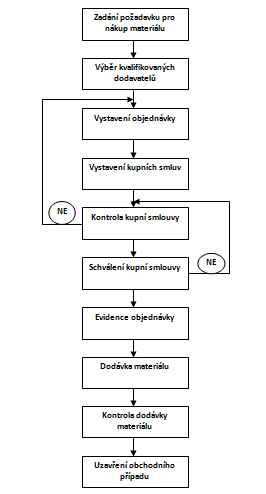 Zadání požadavku pro
nákup materiálu
Výběr kvalifikovaných
dodavatelů
Vystavení objednávky
Vystavení kupních smluv
NE
Kontrola kupní smlouvy
Schválení kupní smlouvy
NE
Evidence objednávky
Dodávka materiálu
Kontrola dodávky
materiálu
Uzavření obchodního
případu